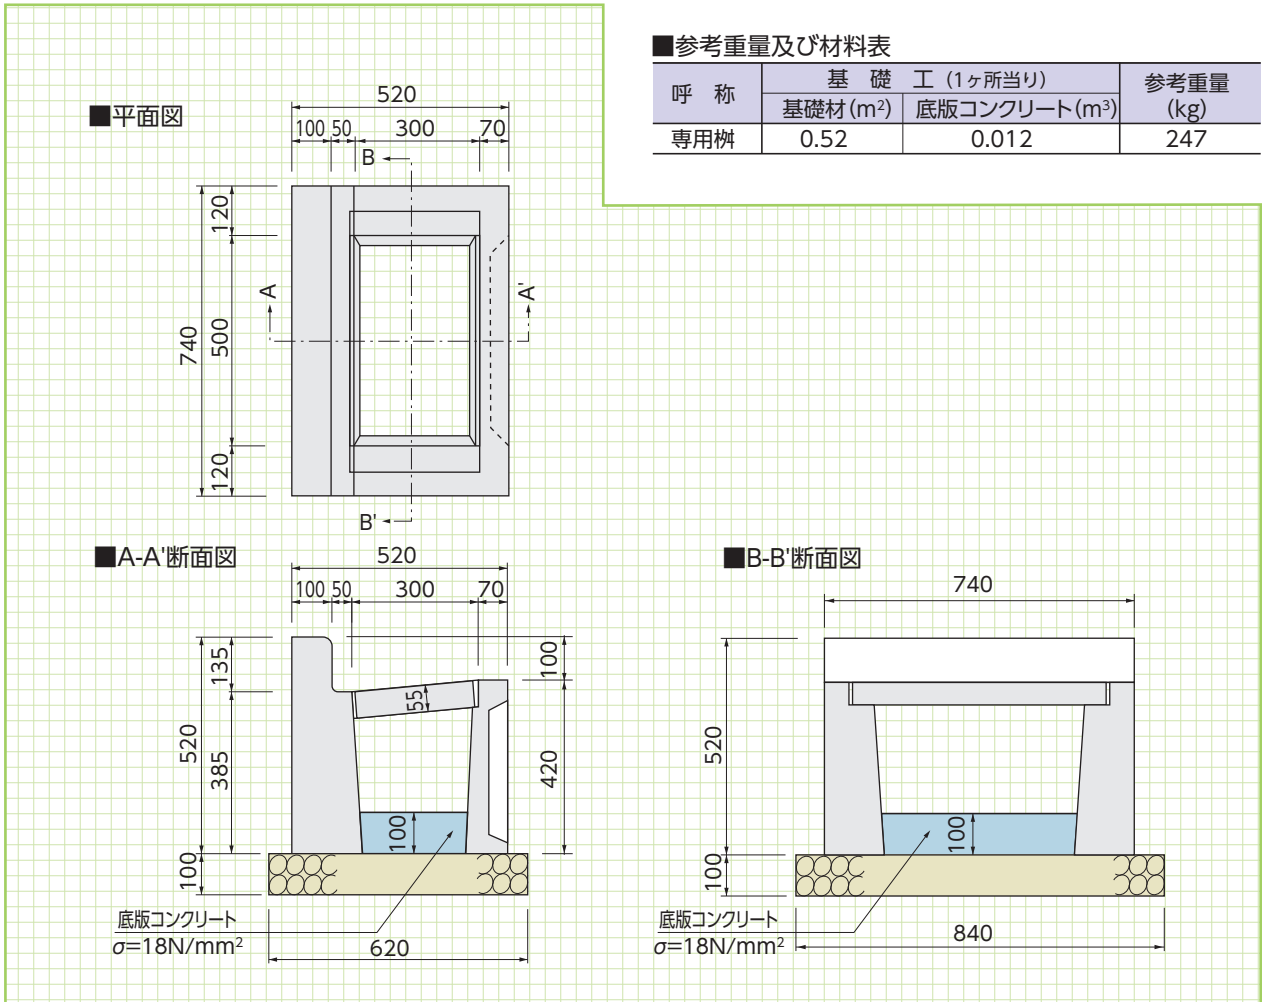 ■参考重量及び材料表
呼　称
基　礎　工（1ヶ所当り）
参考重量
(kg)
基礎材(m²)
底版コンクリート(m³)
専用桝
0.52
0.012
247
■平面図
520
100
50
300
70
B
120
500
740
120
A
A'
B'
■A-A'断面図
520
100
50
300
70
135
385
520
100
55
100
420
100
底版コンクリート
σ=18N/mm²
620
■B-B'断面図
740
520
100
100
底版コンクリート
σ=18N/mm²
840